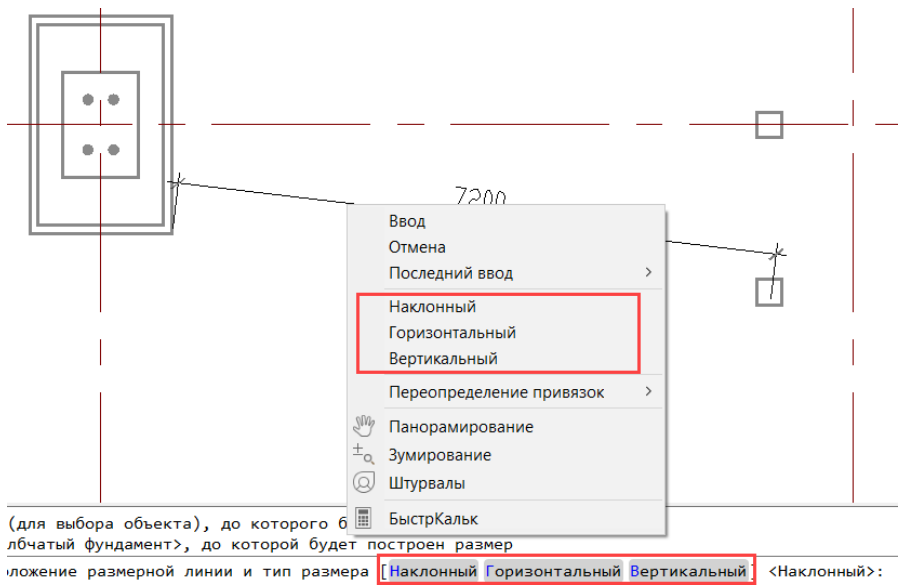 7200
Ввод
Отмена
Последний ввод
Наклонный
Горизонтальный
Вертикальный
Переопределение привязок
Панорамирование
Зумирование
Штурвалы
БыстрКальк
(для выбора объекта), до которого б
лбчатый фундамент>, до которой будет построен размер
оложение размерной линии и тип размера [Наклонный Горизонтальный Вертикальный] <Наклонный>: